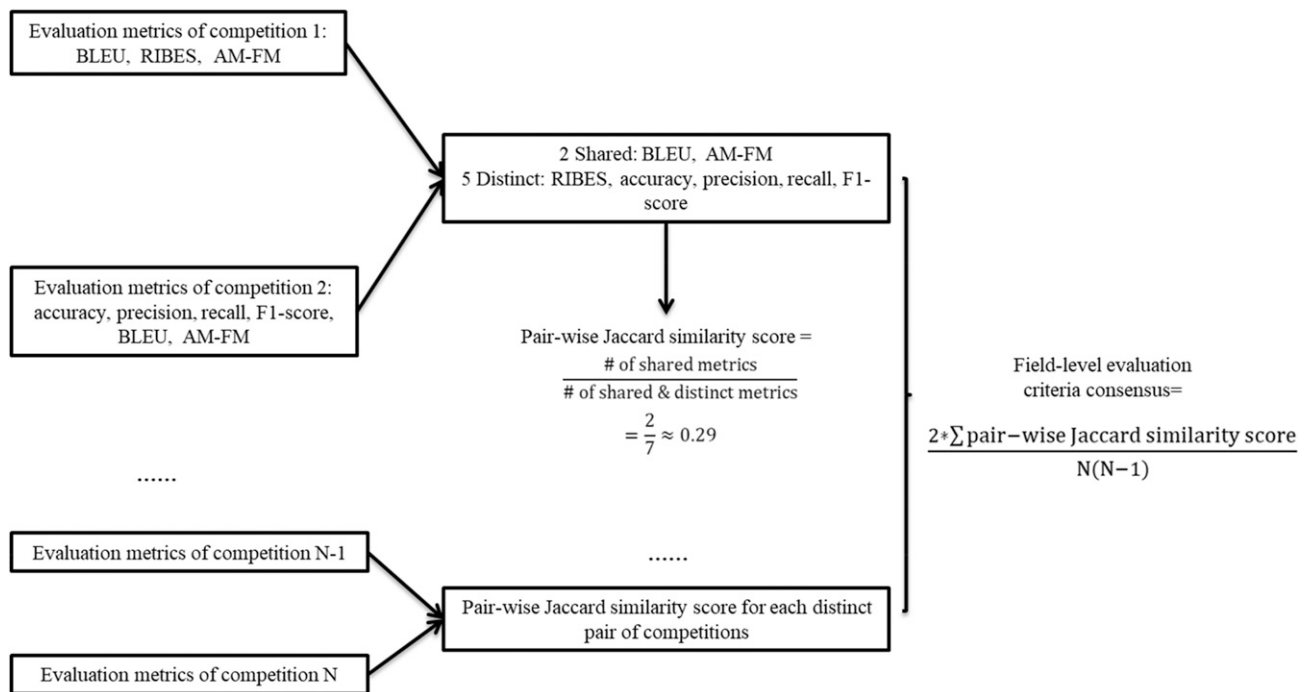 Evaluation metrics of competition 1:
BLEU, RIBES, AM-FM
2 Shared: BLEU, AM-FM
5 Distinct: RIBES, accuracy, precision, recall, F1-
score
Evaluation metrics of competition 2:
accuracy, precision, recall, F1-score,
BLEU, AM-FM
Pair-wise Jaccard similarity score =
# of shared metrics
# of shared & distinct metrics
= 2/7 ≈ 0.29
Field-level evaluation
criteria consensus=
2*∑pair−wise Jaccard similarity score
N(N−1)
......
Evaluation metrics of competition N-1
......
Pair-wise Jaccard similarity score for each distinct
pair of competitions
Evaluation metrics of competition N